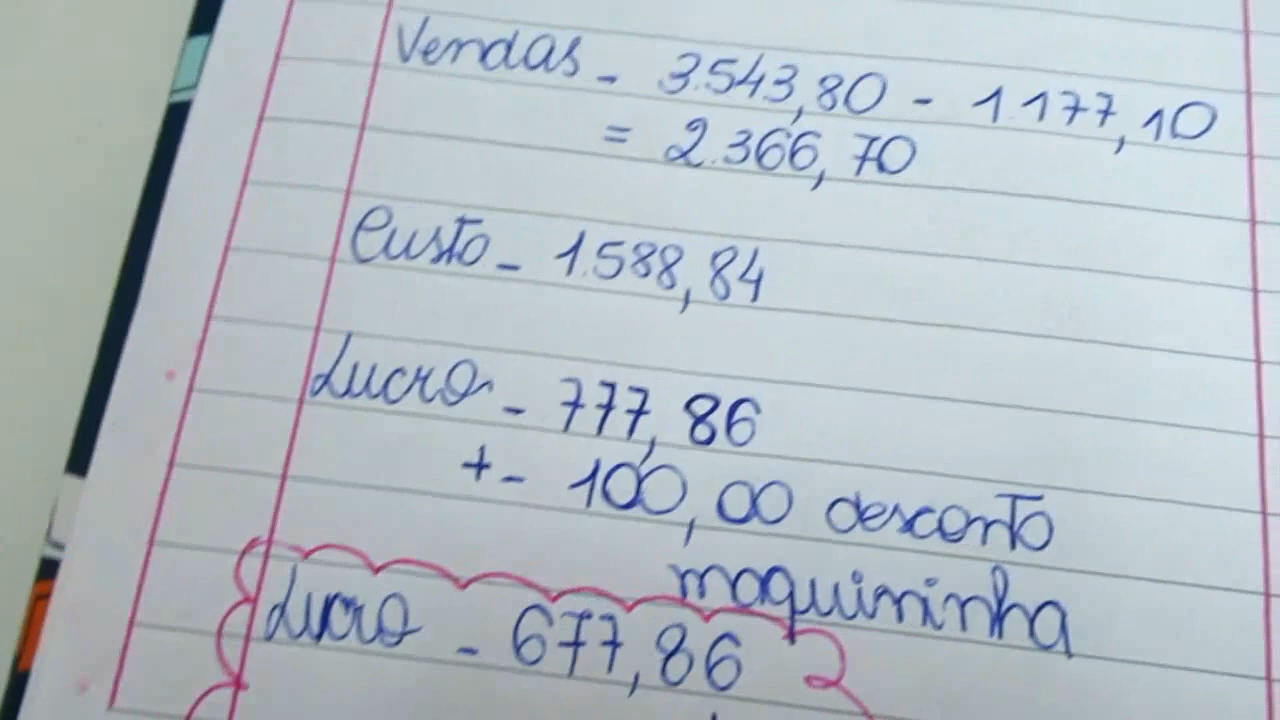 Vendas - 3.543,80 - 1.177,10
= 2.366,70
Custo - 1.588,84
Lucro - 777,86
+- 100,00 desconto
maquininha
Lucro - 677,86